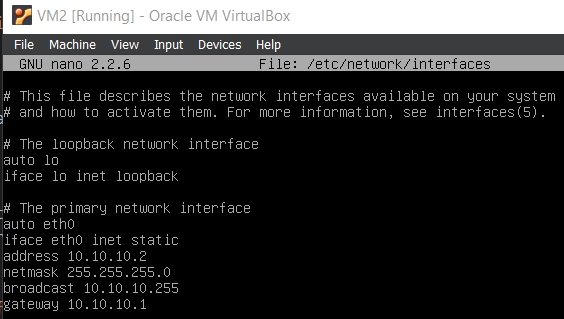 VM2 [Running] - Oracle VM VirtualBox
File Machine View Input Devices Help
GNU nano 2.2.6 File: /etc/network/interfaces
# This file describes the network interfaces available on your system
# and how to activate them. For more information, see interfaces(5).
# The loopback network interface
auto lo
iface lo inet loopback
# The primary network interface
auto eth0
iface eth0 inet static
address 10.10.10.2
netmask 255.255.255.0
broadcast 10.10.10.255
gateway 10.10.10.1